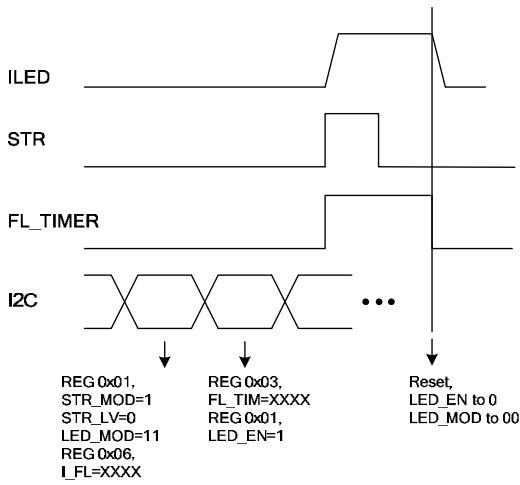 ILED
STR
FL_TIMER
I2C
REG 0x01,
STR_MOD=1
STR_LV=0
LED_MOD=11
REG 0x06,
I_FL=XXXX
REG 0x03,
FL_TIM=XXXX
REG 0x01,
LED_EN=1
Reset,
LED_EN to 0
LED_MOD to 00